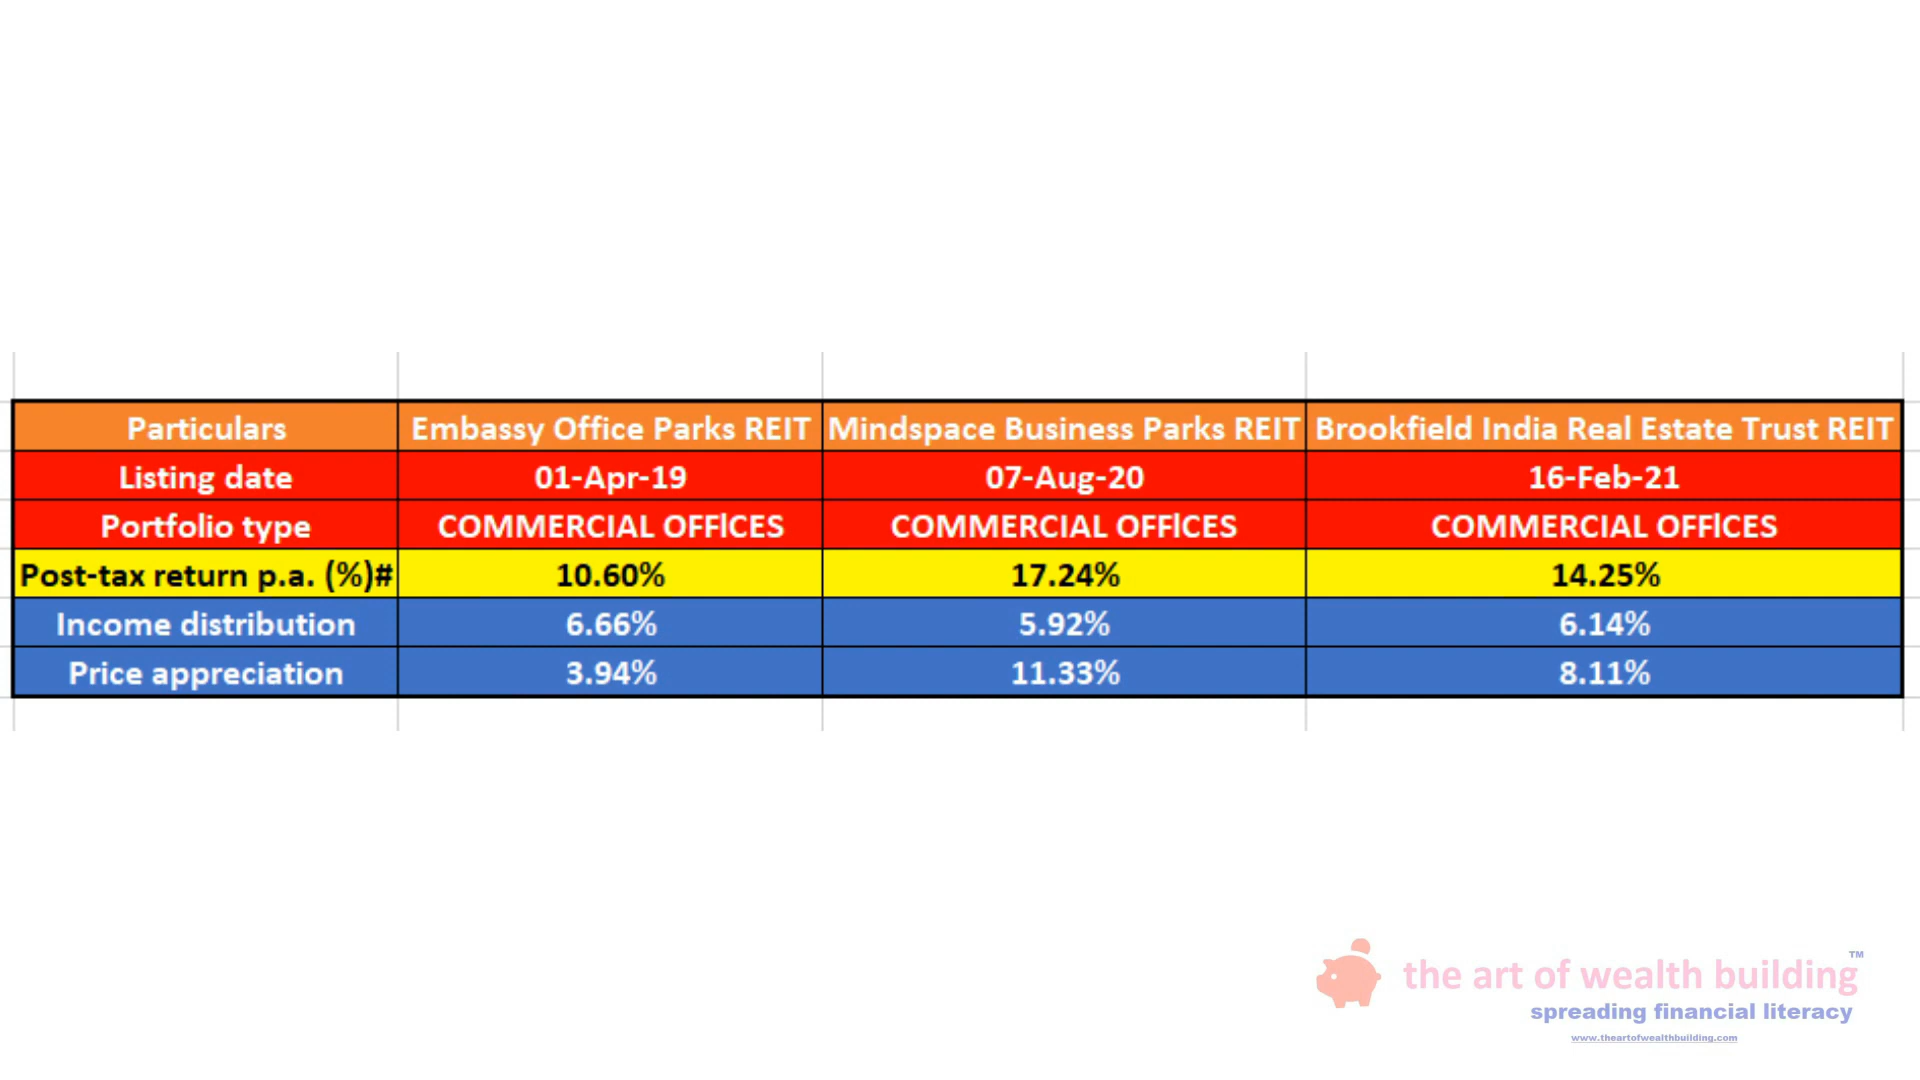 Particulars Embassy Office Parks REIT Mindspace Business Parks REIT Brookfield India Real Estate Trust REIT
Listing date 01-Apr-19 07-Aug-20 16-Feb-21
Portfolio type COMMERCIAL OFFlCES COMMERCIAL OFFlCES COMMERCIAL OFFlCES
Post-tax return p.a. (%)# 10.60% 17.24% 14.25%
Income distribution 6.66% 5.92% 6.14%
Price appreciation 3.94% 11.33% 8.11%
the art of wealth building™
spreading financial literacy
www.theartofwealthbuilding.com